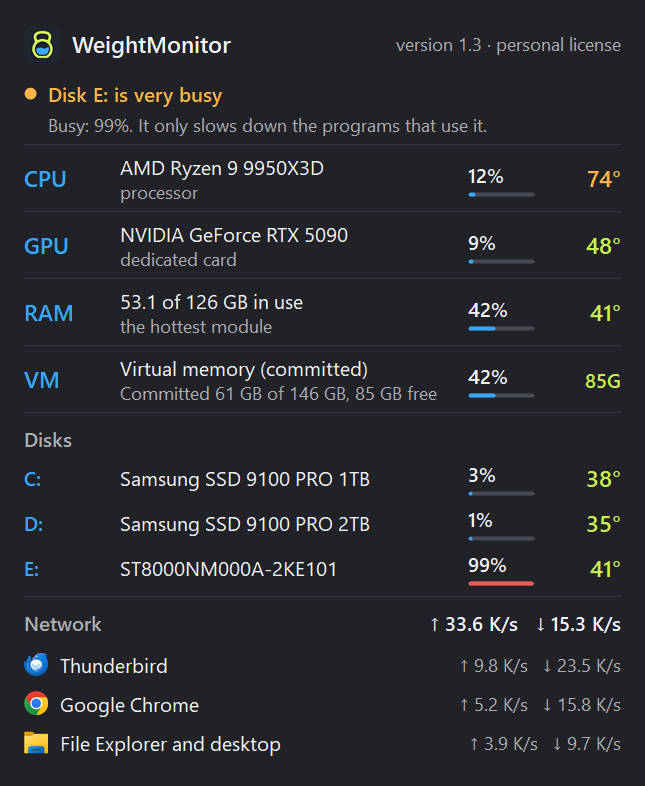 WeightMonitor version 1.3 · personal license
Disk E: is very busy
Busy: 99%. It only slows down the programs that use it.
CPU AMD Ryzen 9 9950X3D 12% 74°
processor
GPU NVIDIA GeForce RTX 5090 9% 48°
dedicated card
RAM 53.1 of 126 GB in use 42% 41°
the hottest module
VM Virtual memory (committed) 42% 85G
Committed 61 GB of 146 GB, 85 GB free
Disks
C: Samsung SSD 9100 PRO 1TB 3% 38°
D: Samsung SSD 9100 PRO 2TB 1% 35°
E: ST8000NM000A-2KE101 99% 41°
Network ↑ 33.6 K/s ↓ 15.3 K/s
Thunderbird ↑ 9.8 K/s ↓ 23.5 K/s
Google Chrome ↑ 5.2 K/s ↓ 15.8 K/s
File Explorer and desktop ↑ 3.9 K/s ↓ 9.7 K/s